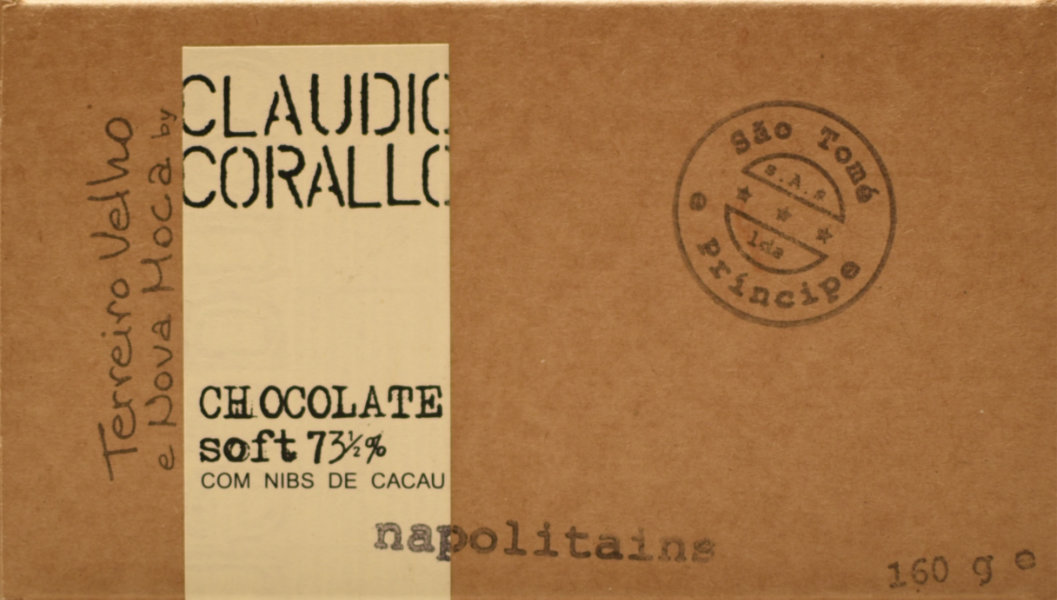 Terreiro Velho
e Nova Moca by
CLAUDIO
CORALLO
CHOCOLATE
soft 73½%
COM NIBS DE CACAU
São Tomé
e Príncipe
S.A.S
lda
napolitains
160 g e